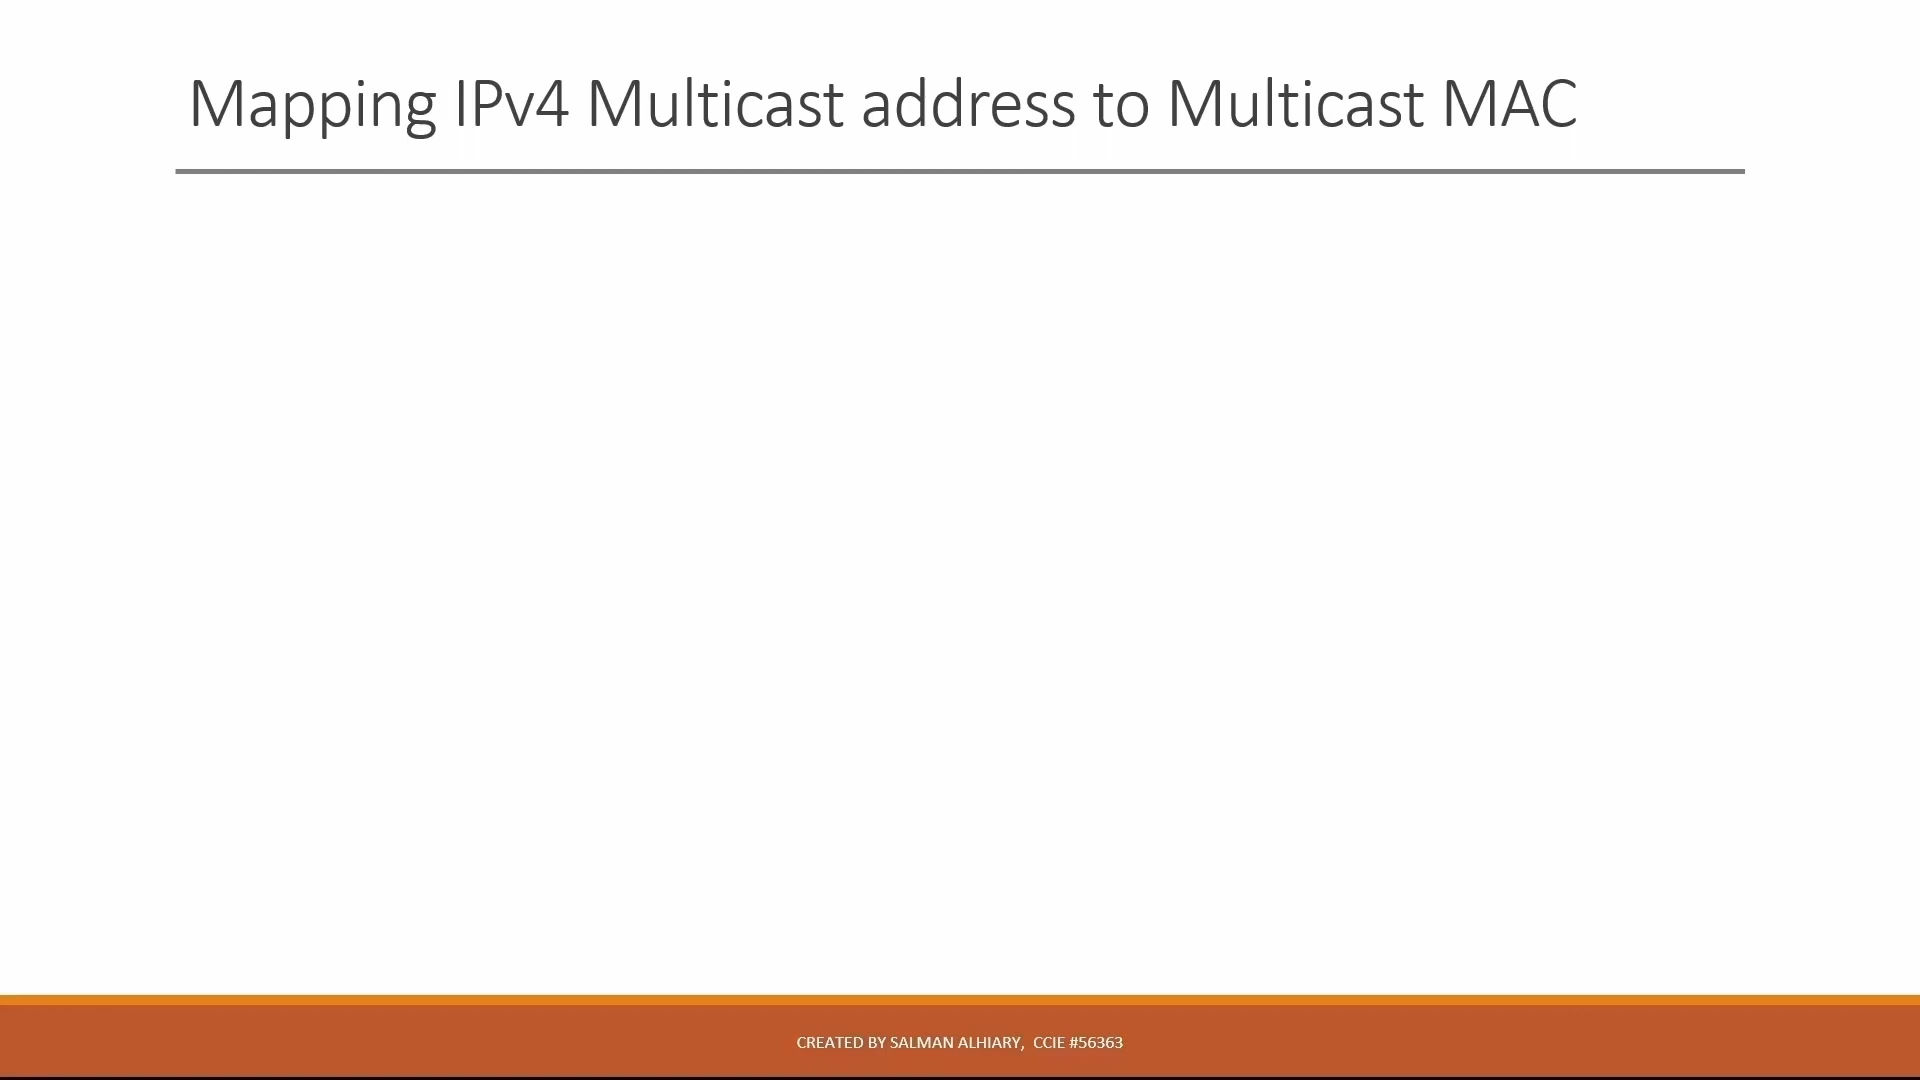 Mapping IPv4 Multicast address to Multicast MAC
CREATED BY SALMAN ALHIARY,  CCIE #56363